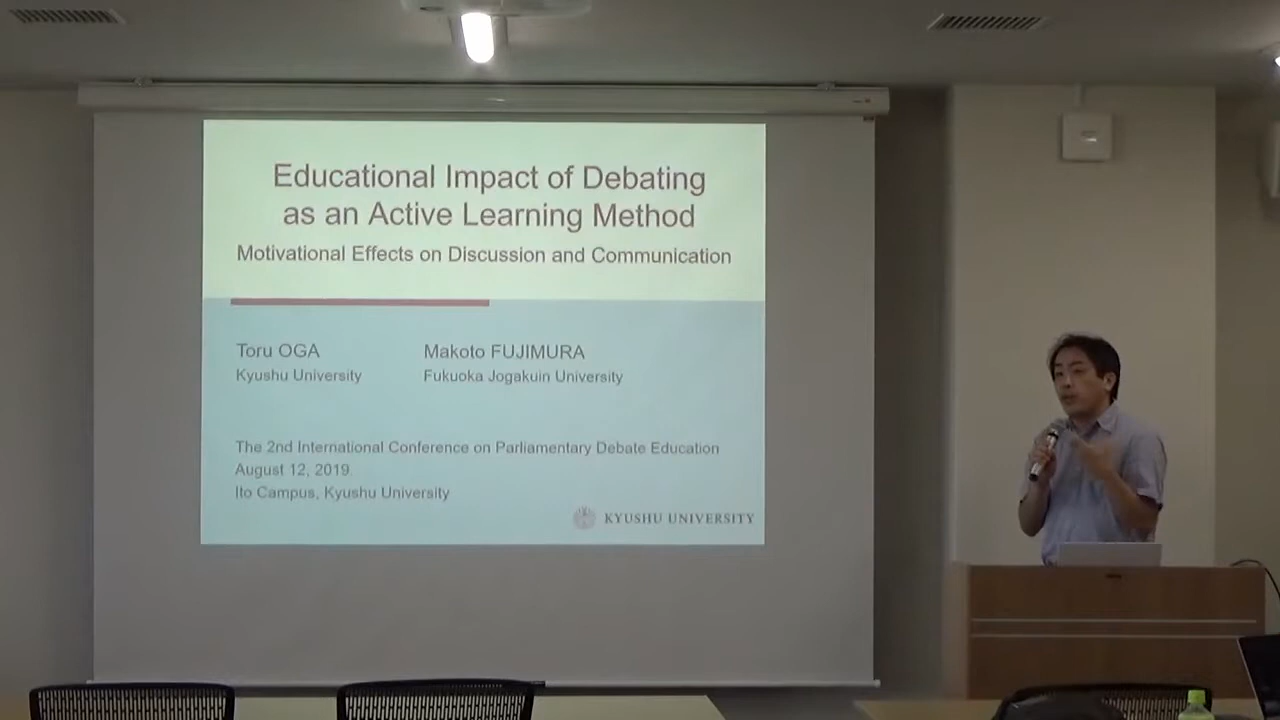 Educational Impact of Debating
as an Active Learning Method
Motivational Effects on Discussion and Communication
Toru OGA
Makoto FUJIMURA
Kyushu University
Fukuoka Jogakuin University
The 2nd International Conference on Parliamentary Debate Education
August 12, 2019
Ito Campus, Kyushu University
KYUSHU UNIVERSITY